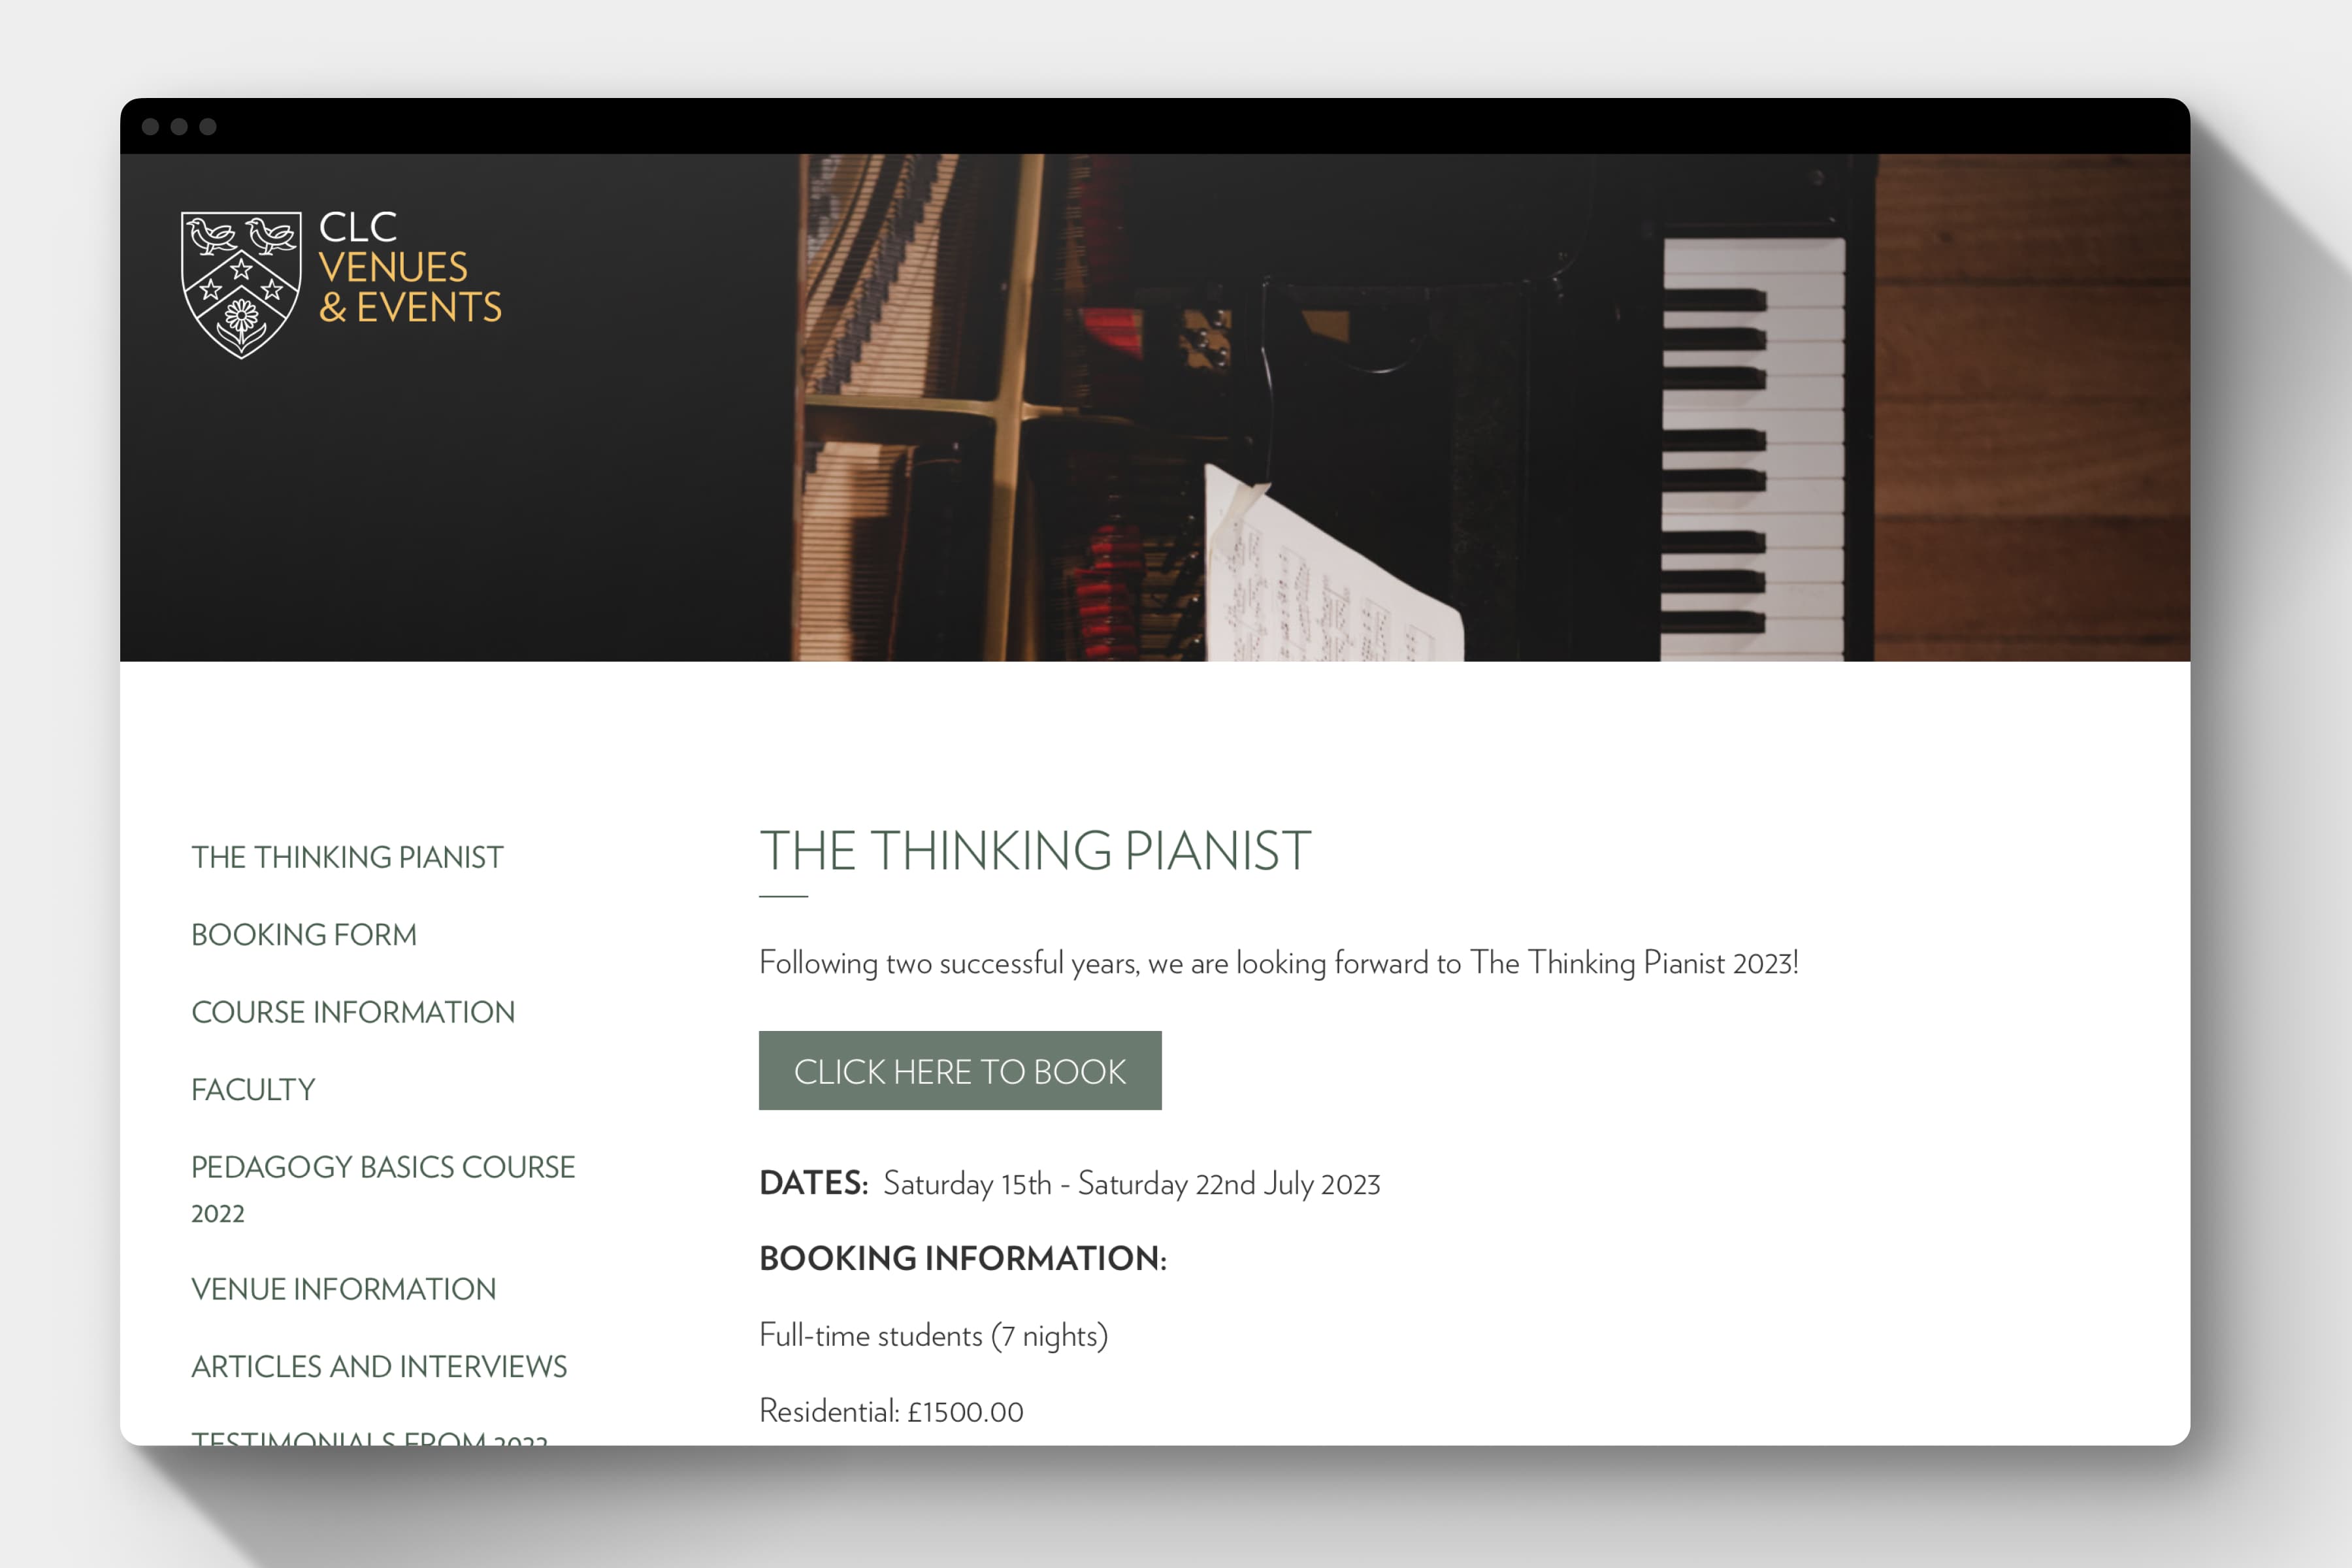 CLC
VENUES
& EVENTS
THE THINKING PIANIST
BOOKING FORM
COURSE INFORMATION
FACULTY
PEDAGOGY BASICS COURSE
2022
VENUE INFORMATION
ARTICLES AND INTERVIEWS
TESTIMONIALS FROM 2022
THE THINKING PIANIST
Following two successful years, we are looking forward to The Thinking Pianist 2023!
CLICK HERE TO BOOK
DATES: Saturday 15th - Saturday 22nd July 2023
BOOKING INFORMATION:
Full-time students (7 nights)
Residential: £1500.00